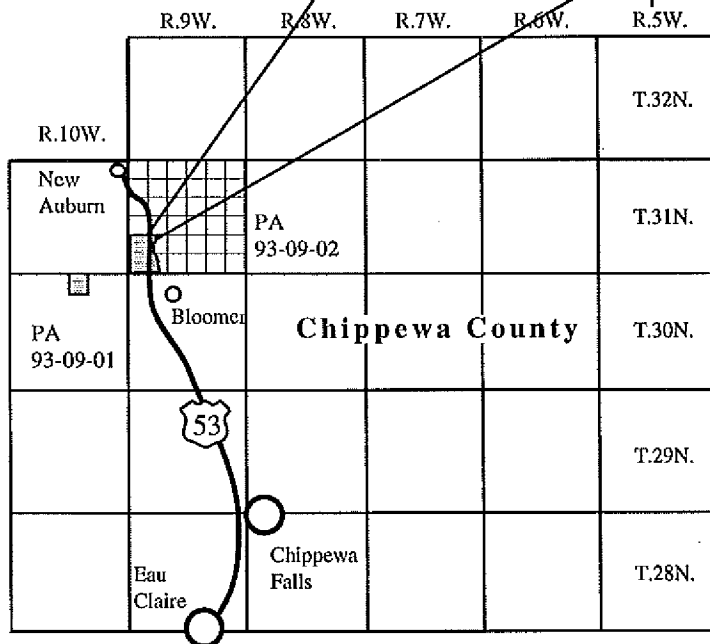 R.9W. R.8W. R.7W. R.6W. R.5W.
T.32N.
R.10W.
New
Auburn
T.31N.
PA
93-09-02
Bloomer
Chippewa County
T.30N.
PA
93-09-01
53
T.29N.
Chippewa
Falls
T.28N.
Eau
Claire